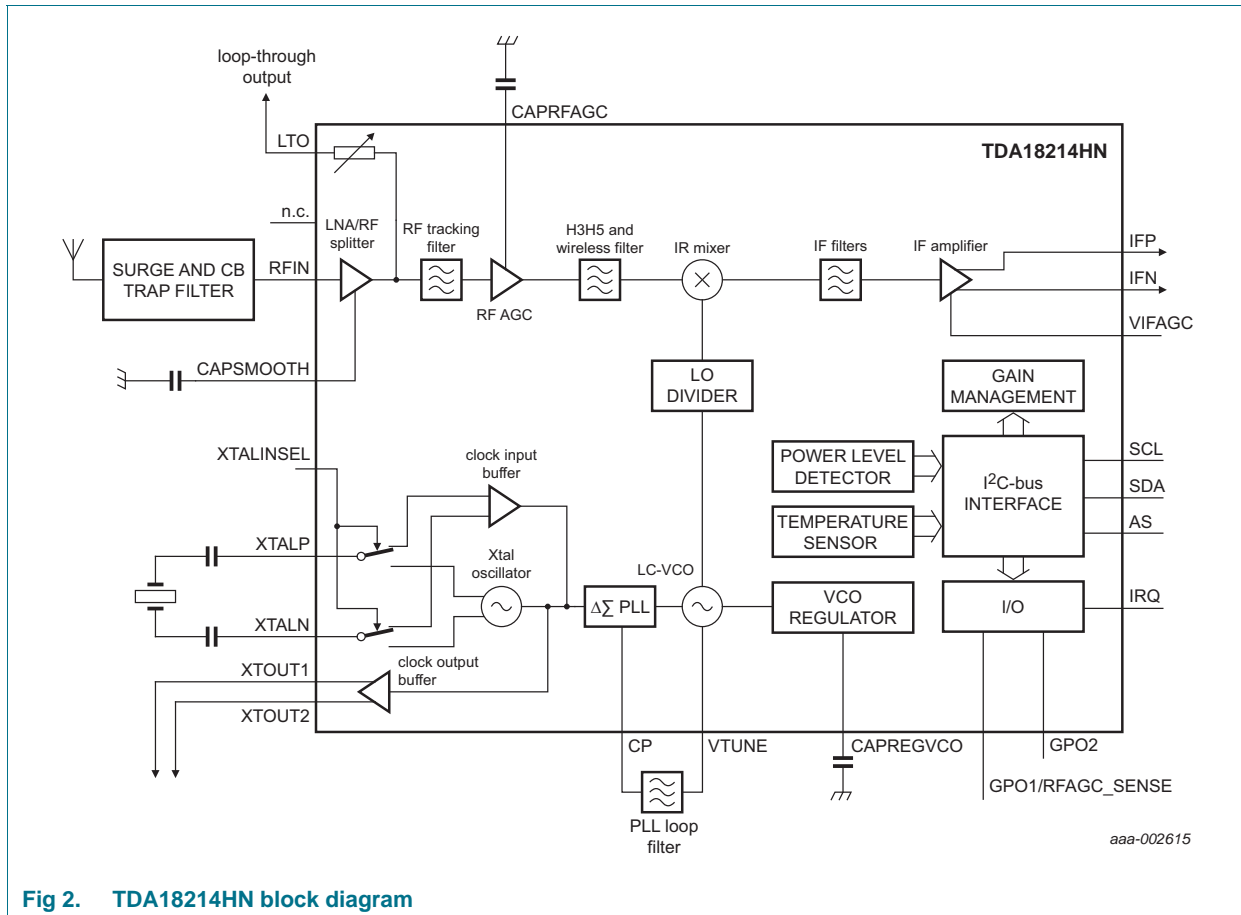 loop-through
output
CAPRFAGC
LTO
TDA18214HN
n.c.
LNA/RF
splitter
RF tracking
filter
H3H5 and
wireless filter
IR mixer
IF filters
IF amplifier
IFP
SURGE AND CB
TRAP FILTER
RFIN
IFN
RF AGC
VIFAGC
CAPSMOOTH
LO
DIVIDER
GAIN
MANAGEMENT
XTALINSEL
clock input
buffer
POWER LEVEL
DETECTOR
I2C-bus
INTERFACE
SCL
SDA
AS
TEMPERATURE
SENSOR
XTALP
Xtal
oscillator
LC-VCO
ΔΣ PLL
VCO
REGULATOR
I/O
IRQ
XTALN
clock output
buffer
XTOUT1
XTOUT2
CP
VTUNE
CAPREGVCO
GPO2
GPO1/RFAGC_SENSE
PLL loop
filter
aaa-002615
Fig 2. TDA18214HN block diagram